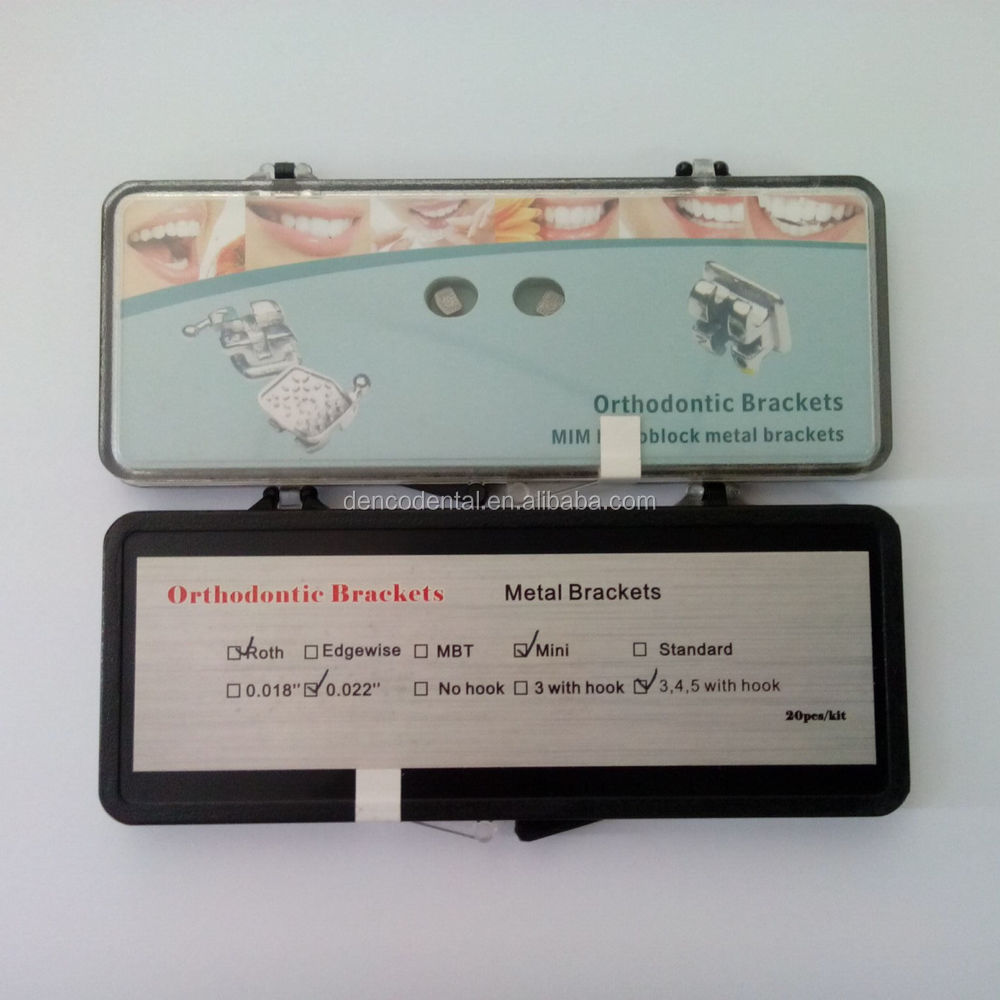 Orthodontic Brackets
MIM metal brackets
dencodental.en.alibaba.com
Orthodontic Brackets Metal Brackets
Roth Edgewise MBT Mini Standard
0.018" 0.022" No hook 3 with hook 3,4,5 with hook
20pcs/kit